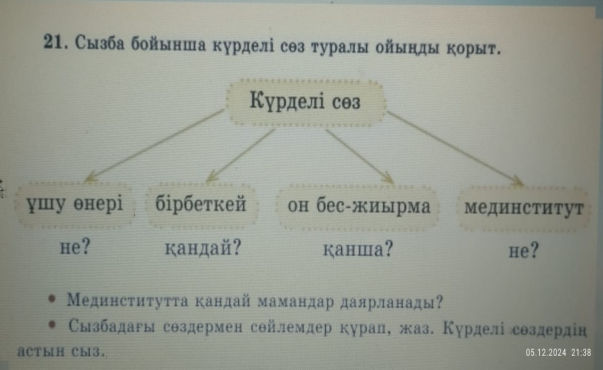 21. Сызба бойынша күрделі сөз туралы ойыңды қорыт.
Күрделі сөз
ұшу өнері бірбеткей он бес-жиырма мединститут
не? қандай? қанша? не?
• Мединститутта қандай мамандар даярланады?
• Сызбадағы сөздермен сөйлемдер құрап, жаз. Күрделі сөздердің
астын сыз.
05.12.2024 21:38